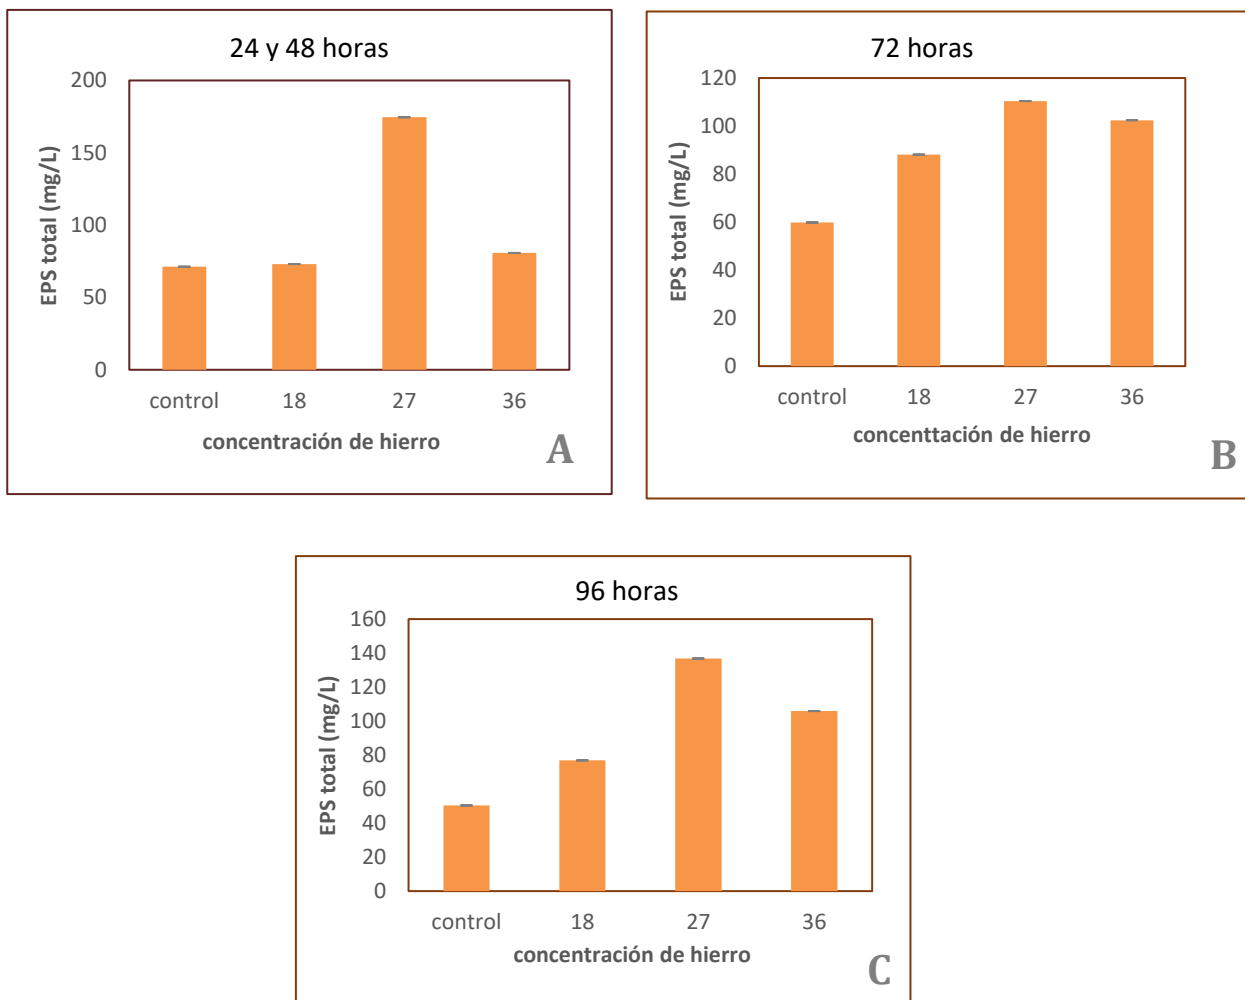 24 y 48 horas
200
150
100
50
0
EPS total (mg/L)
control 18 27 36
concentración de hierro
A
72 horas
120
100
80
60
40
20
0
EPS total (mg/L)
control 18 27 36
concenttación de hierro
B
96 horas
160
140
120
100
80
60
40
20
0
EPS total (mg/L)
control 18 27 36
concentración de hierro
C